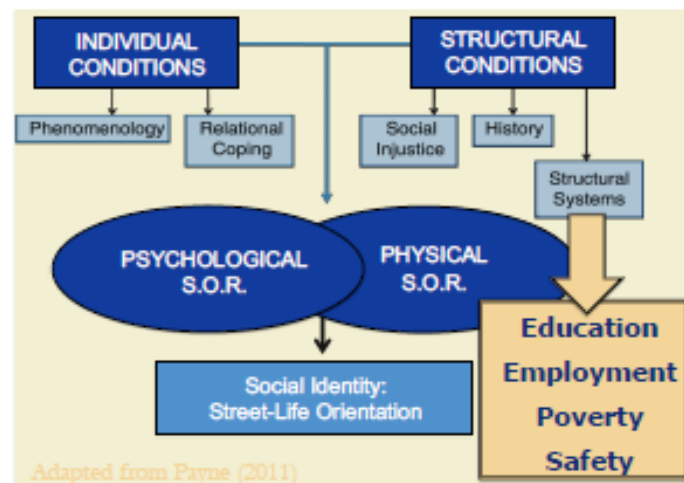 INDIVIDUAL
CONDITIONS
STRUCTURAL
CONDITIONS
Phenomenology
Relational
Coping
Social
Injustice
History
Structural
Systems
PSYCHOLOGICAL
S.O.R.
PHYSICAL
S.O.R.
Education
Employment
Poverty
Safety
Social Identity:
Street-Life Orientation
Adapted from Payne (2011)